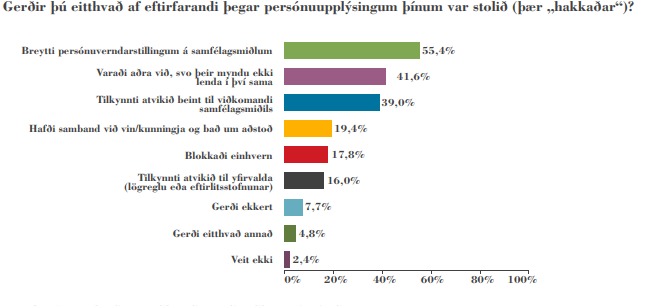 Gerðir þú eitthvað af eftirfarandi þegar persónuupplýsingum þínum var stolið (þær „hakkaðar“)?
Breytti persónuverndarstillingum á samfélagsmiðlum
55,4%
Varaði aðra við, svo þeir myndu ekki
lenda í því sama
41,6%
Tilkynnti atvikið beint til viðkomandi
samfélagsmiðils
39,0%
Hafði samband við vin/kunningja og bað um aðstoð
19,4%
Blokkaði einhvern
17,8%
Tilkynnti atvikið til yfirvalda
(lögreglu eða eftirlitsstofnunar)
16,0%
Gerði ekkert
7,7%
Gerði eitthvað annað
4,8%
Veit ekki
2,4%
0% 20% 40% 60% 80% 100%